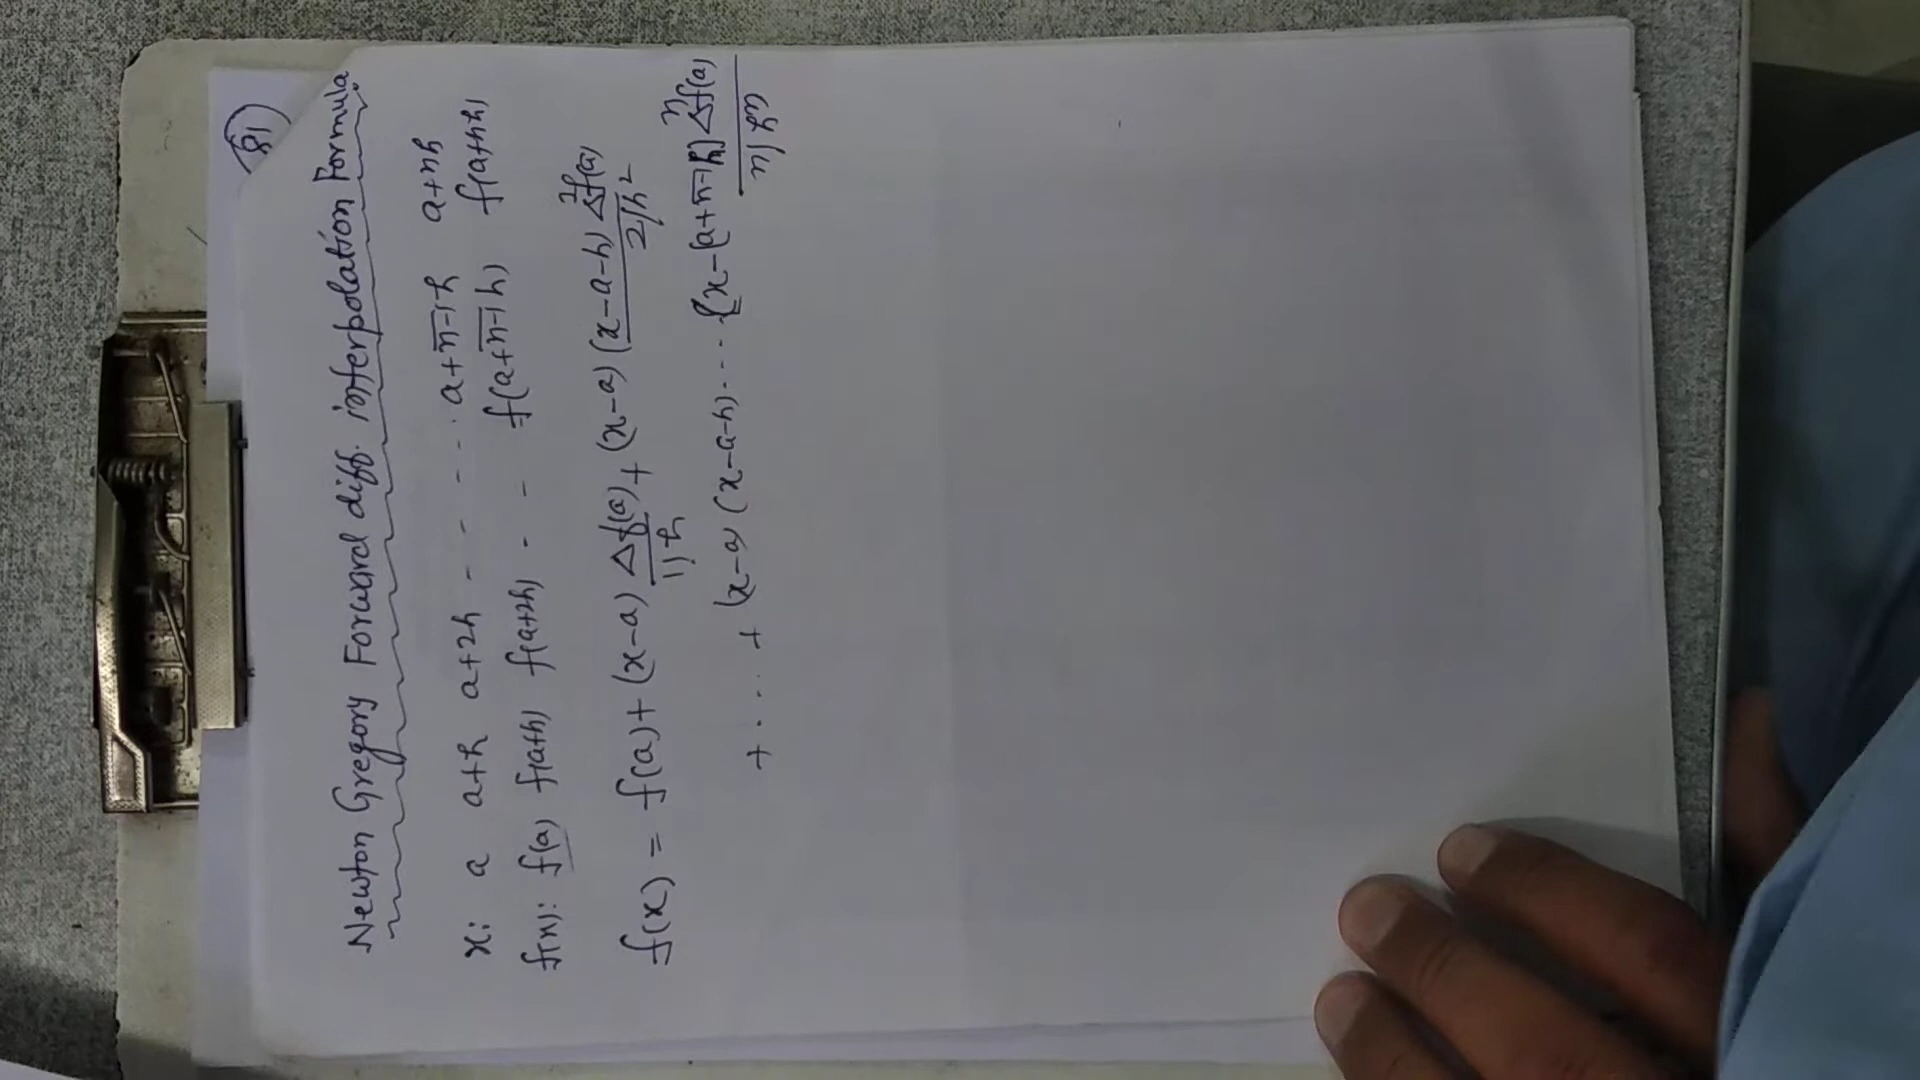 18
Newton Gregory Forward diff. interpolation Formula
x: a a+h a+2h - - - - ... a+n̅-̅1̅h a+nh
f(x): f(a) f(a+h) f(a+2h) - - - f(a+n̅-̅1̅h) f(a+nh)
f(x) = f(a) + (x-a) Δf(a)/1!h + (x-a) (x-a-h) Δ²f(a)/2!h²
+ .... + (x-a) (x-a-h) .... {x-(a+n̅-̅1̅h} Δⁿf(a)/n!hⁿ